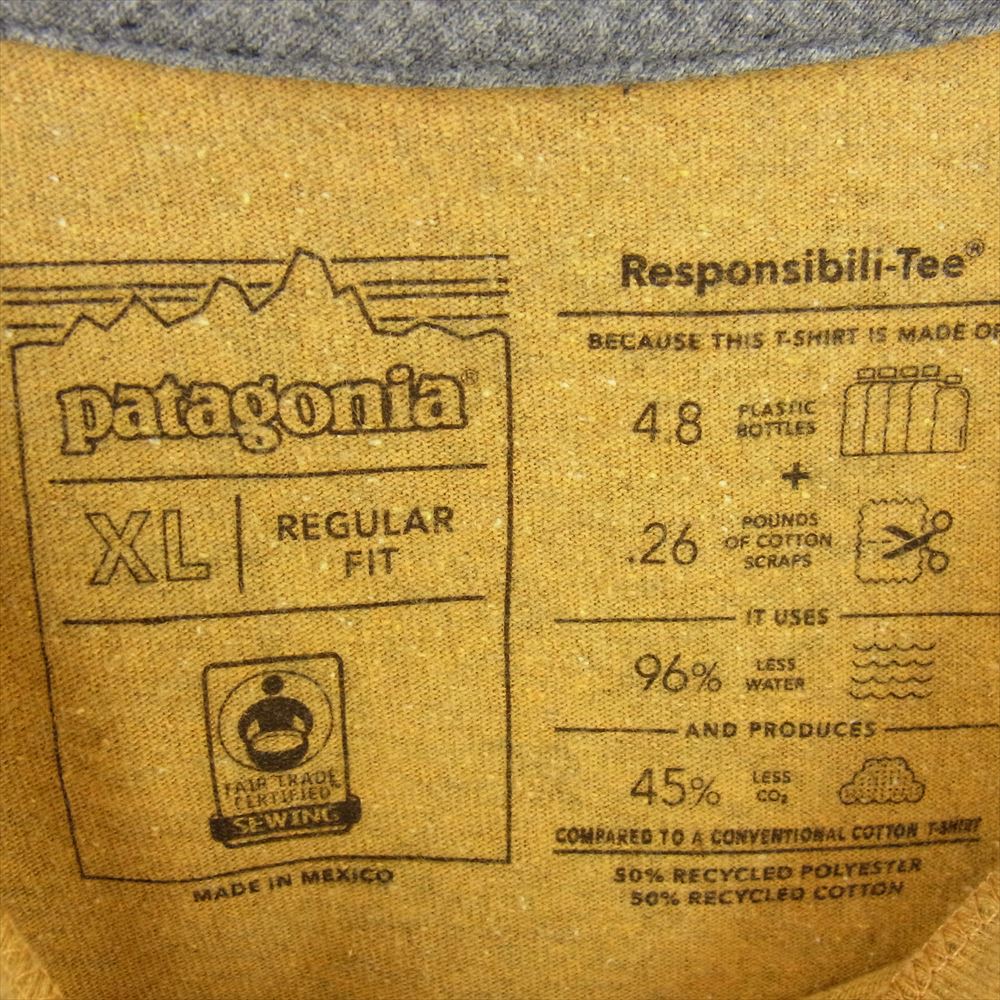 patagonia®
XL
REGULAR
FIT
FAIR TRADE
CERTIFIED
SEWING
MADE IN MEXICO
Responsibili-Tee®
BECAUSE THIS T-SHIRT IS MADE OF
4.8
PLASTIC
BOTTLES
+
.26
POUNDS
OF COTTON
SCRAPS
IT USES
96%
LESS
WATER
AND PRODUCES
45%
LESS
CO₂
COMPARED TO A CONVENTIONAL COTTON T-SHIRT
50% RECYCLED POLYESTER
50% RECYCLED COTTON